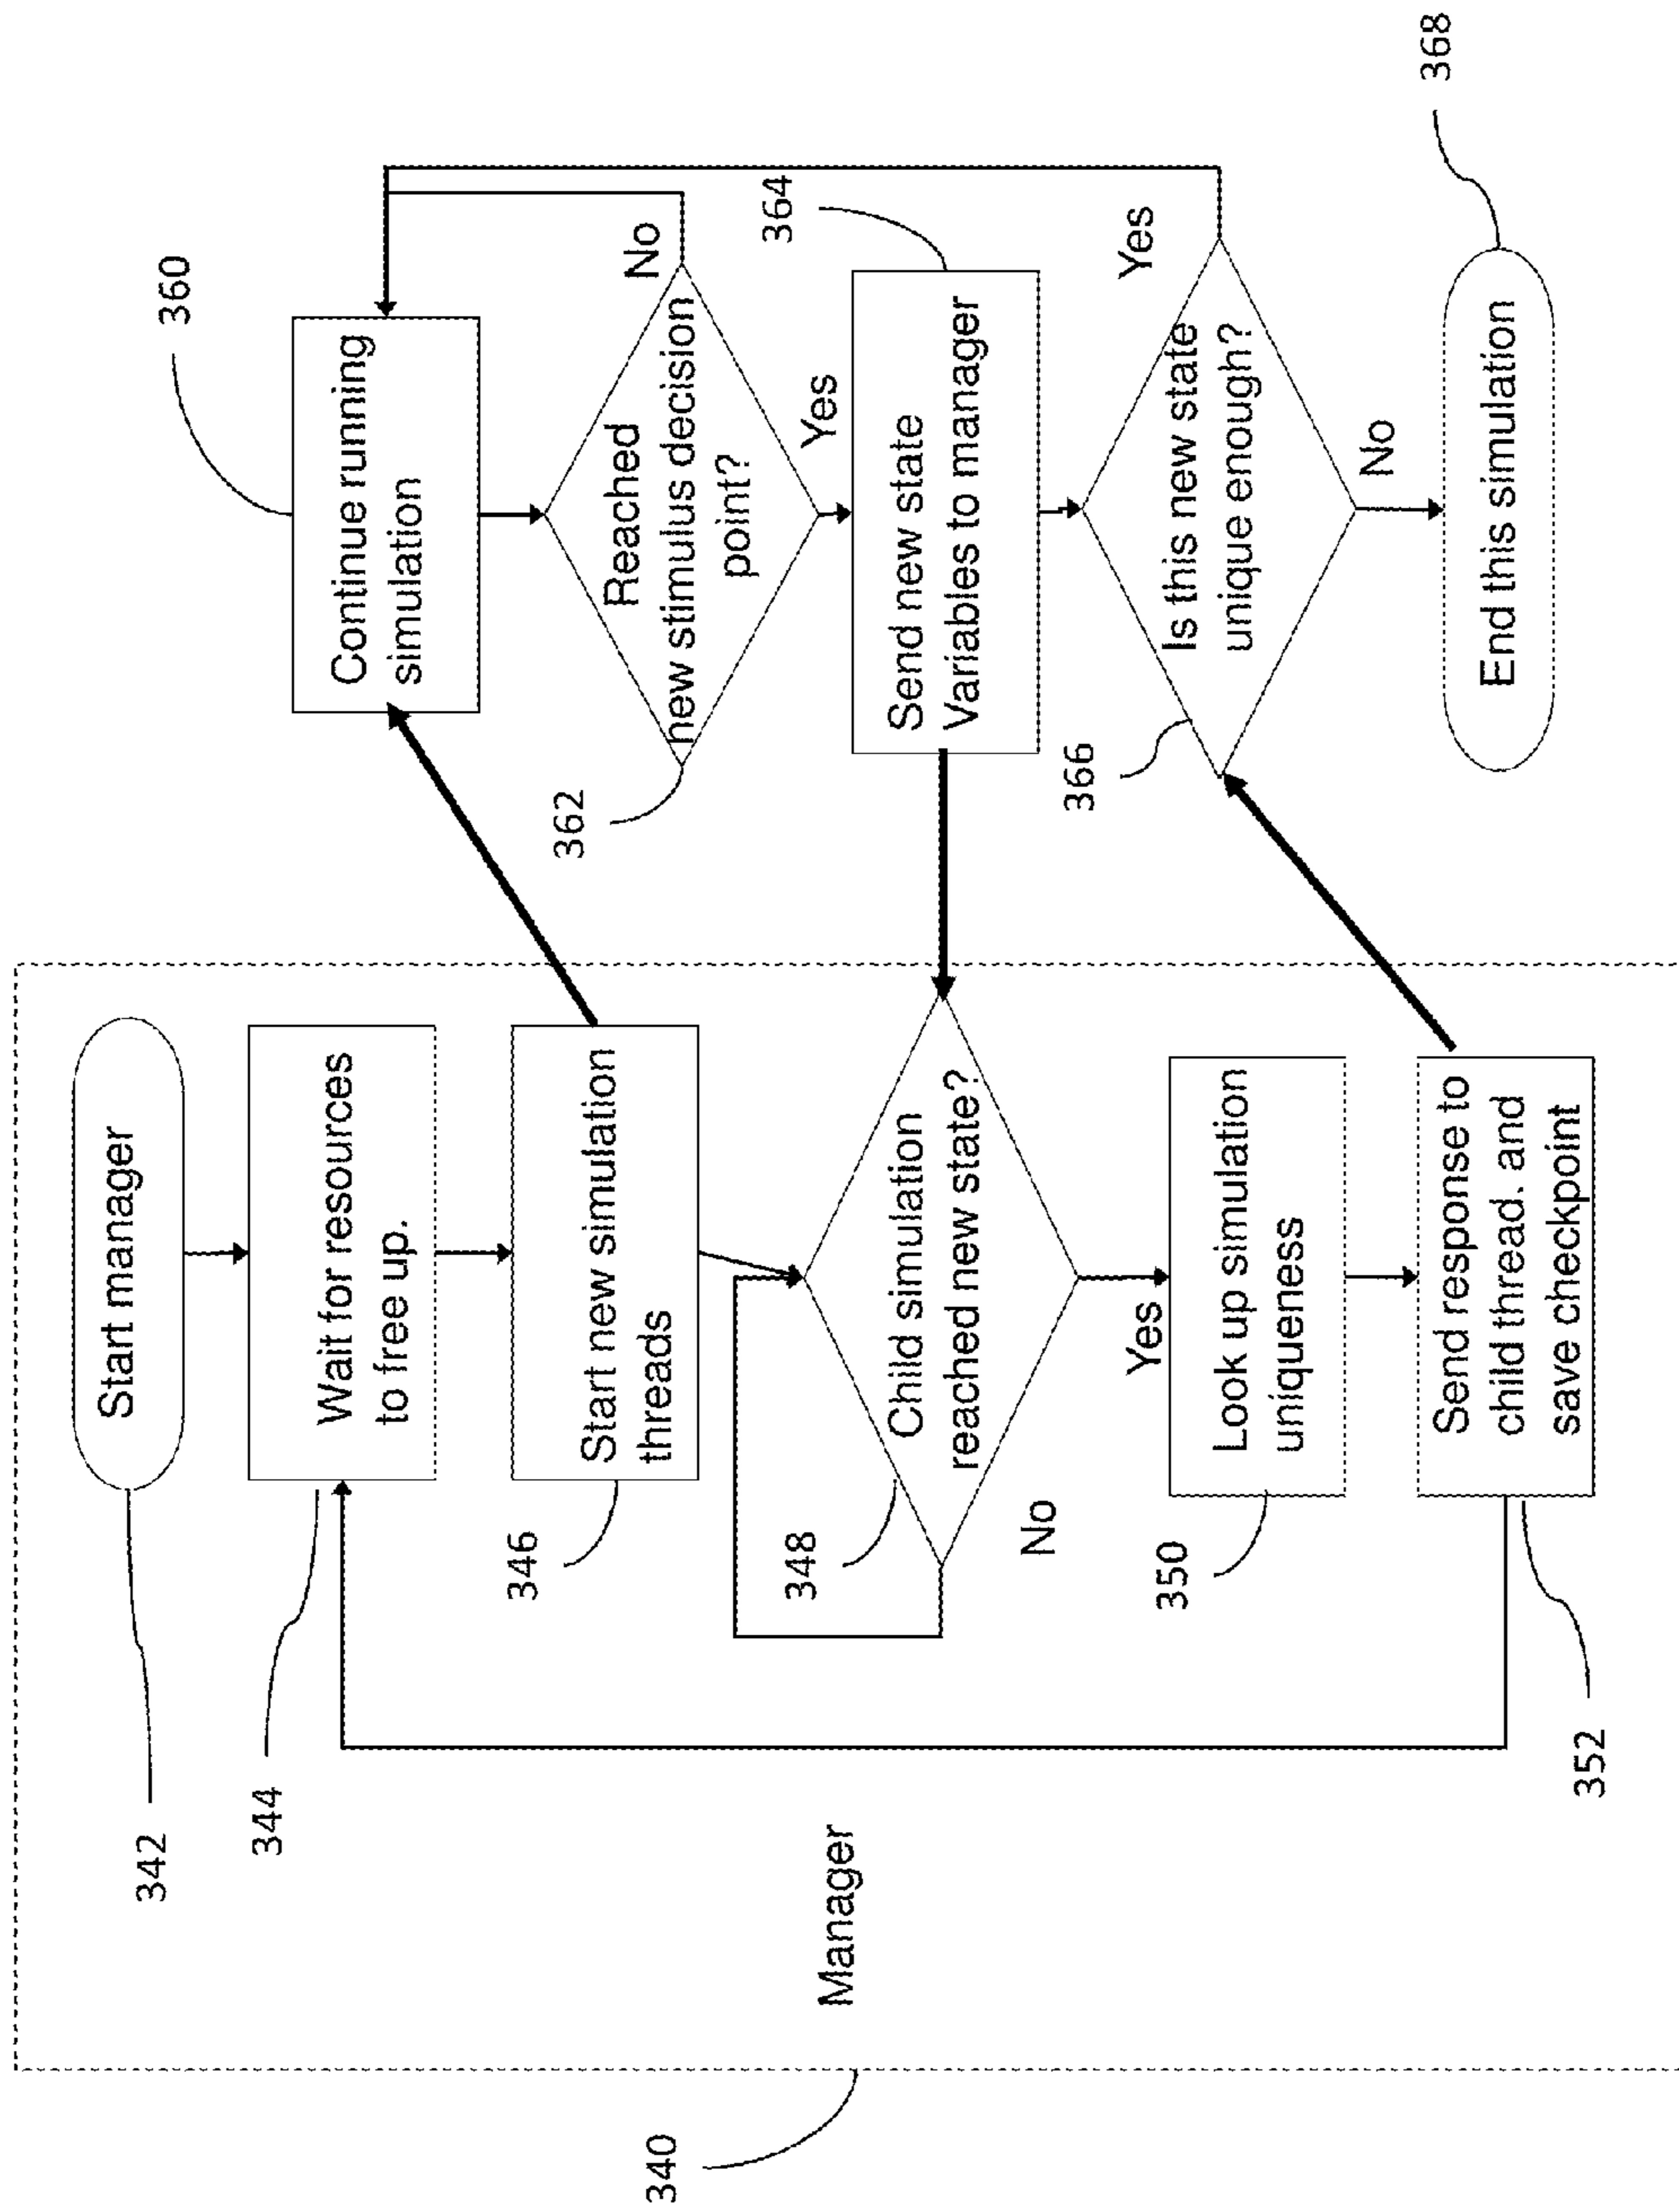 340
Manager
342
Start manager
344
Wait for resources
to free up.
346
Start new simulation
threads
348
Child simulation
reached new state?
No
Yes
350
Look up simulation
uniqueness
352
Send response to
child thread. and
save checkpoint
360
Continue running
simulation
362
Reached
new stimulus decision
point?
No
Yes
364
Send new state
Variables to manager
366
Is this new state
unique enough?
Yes
No
368
End this simulation